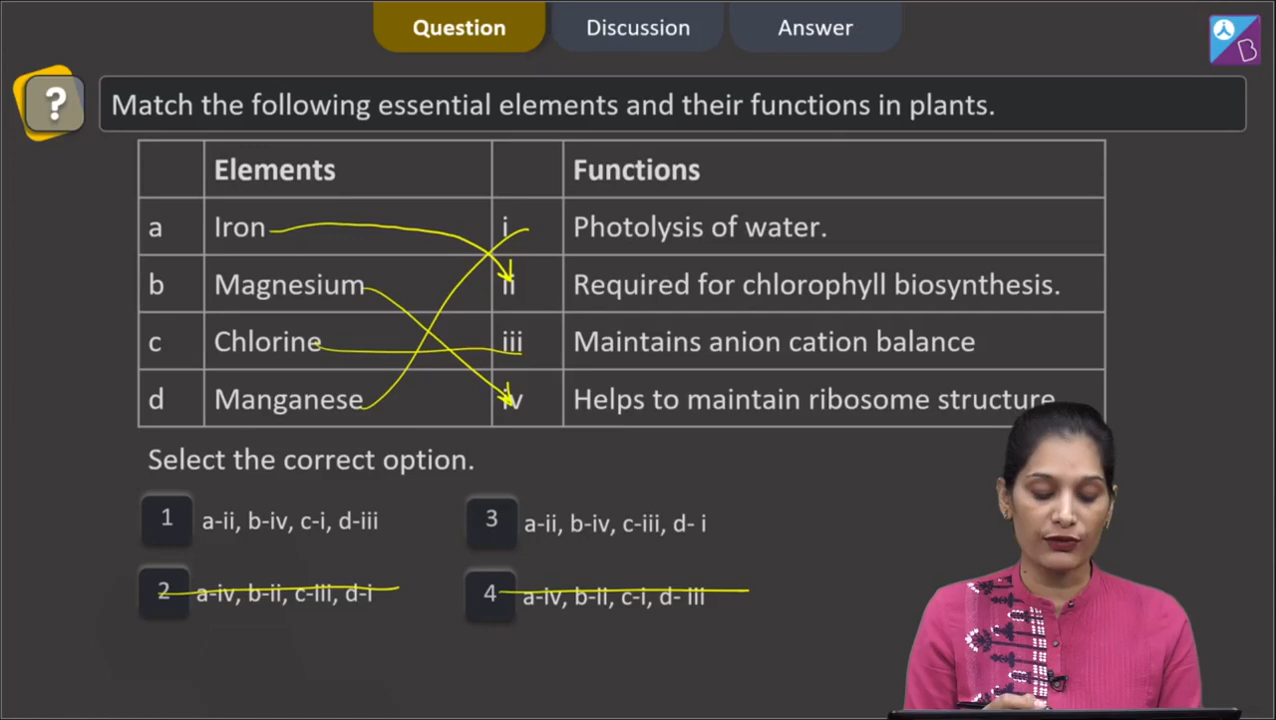 Question Discussion Answer
?
Match the following essential elements and their functions in plants.
Elements Functions
a Iron i Photolysis of water.
b Magnesium ii Required for chlorophyll biosynthesis.
c Chlorine iii Maintains anion cation balance
d Manganese iv Helps to maintain ribosome structure
Select the correct option.
1 a-ii, b-iv, c-i, d-iii 3 a-ii, b-iv, c-iii, d- i
2 a-iv, b-ii, c-iii, d-i 4 a-iv, b-ii, c-i, d- iii